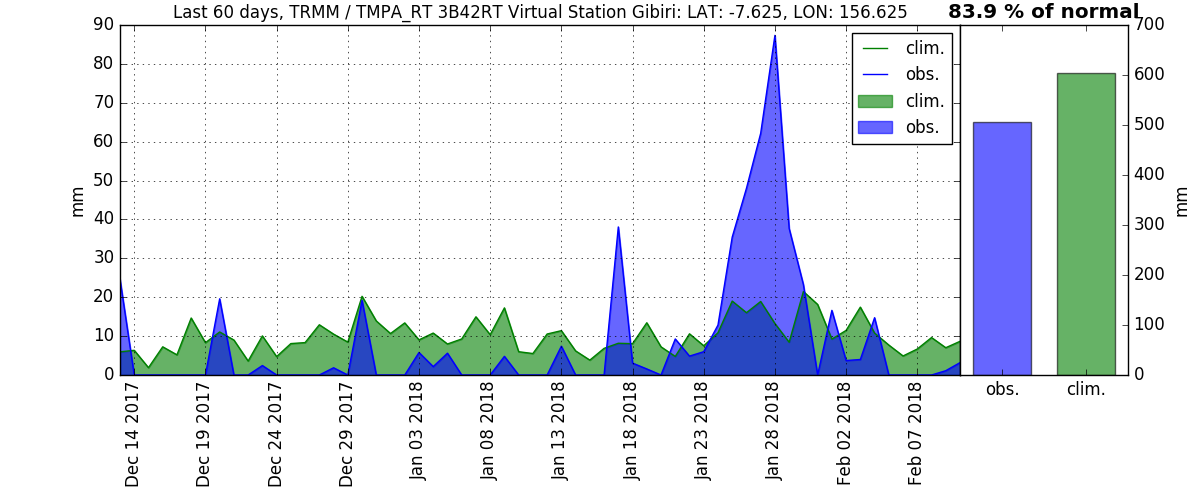 Last 60 days, TRMM / TMPA_RT 3B42RT Virtual Station Gibiri: LAT: -7.625, LON: 156.625
83.9 % of normal
90
80
70
60
50
40
30
20
10
0
mm
clim.
obs.
clim.
obs.
Dec 14 2017
Dec 19 2017
Dec 24 2017
Dec 29 2017
Jan 03 2018
Jan 08 2018
Jan 13 2018
Jan 18 2018
Jan 23 2018
Jan 28 2018
Feb 02 2018
Feb 07 2018
700
600
500
400
300
200
100
0
mm
obs. clim.